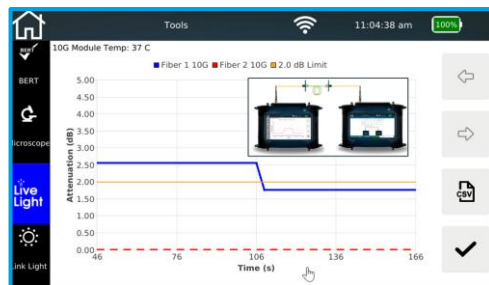 Tools
11:04:38 am
100%
10G Module Temp: 37 C
BERT
BERT
icroscope
Live
Light
ink Light
Fiber 1 10G
Fiber 2 10G
2.0 dB Limit
Attenuation (dB)
5.00
4.50
4.00
3.50
3.00
2.50
2.00
1.50
1.00
0.50
0.00
46
76
106
136
166
Time (s)
CSV